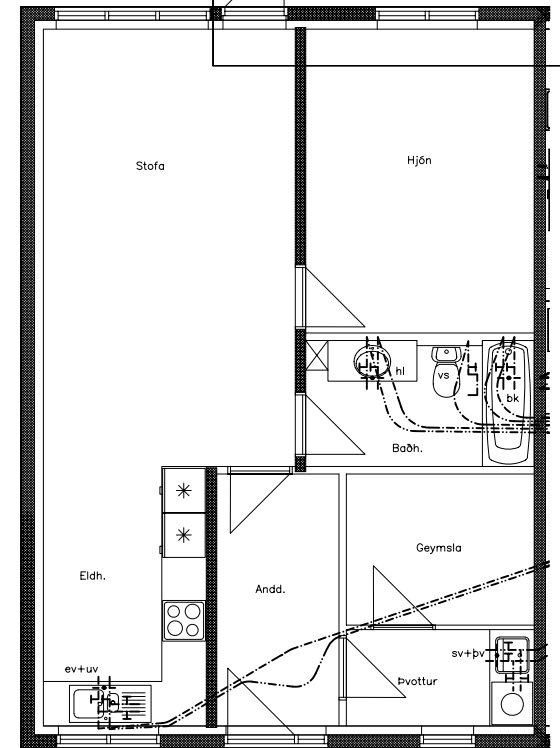 Stofa
Hjón
hl
vs
bk
Baðh.
Geymsla
Eldh.
Andd.
sv+þv
ev+uv
Þvottur